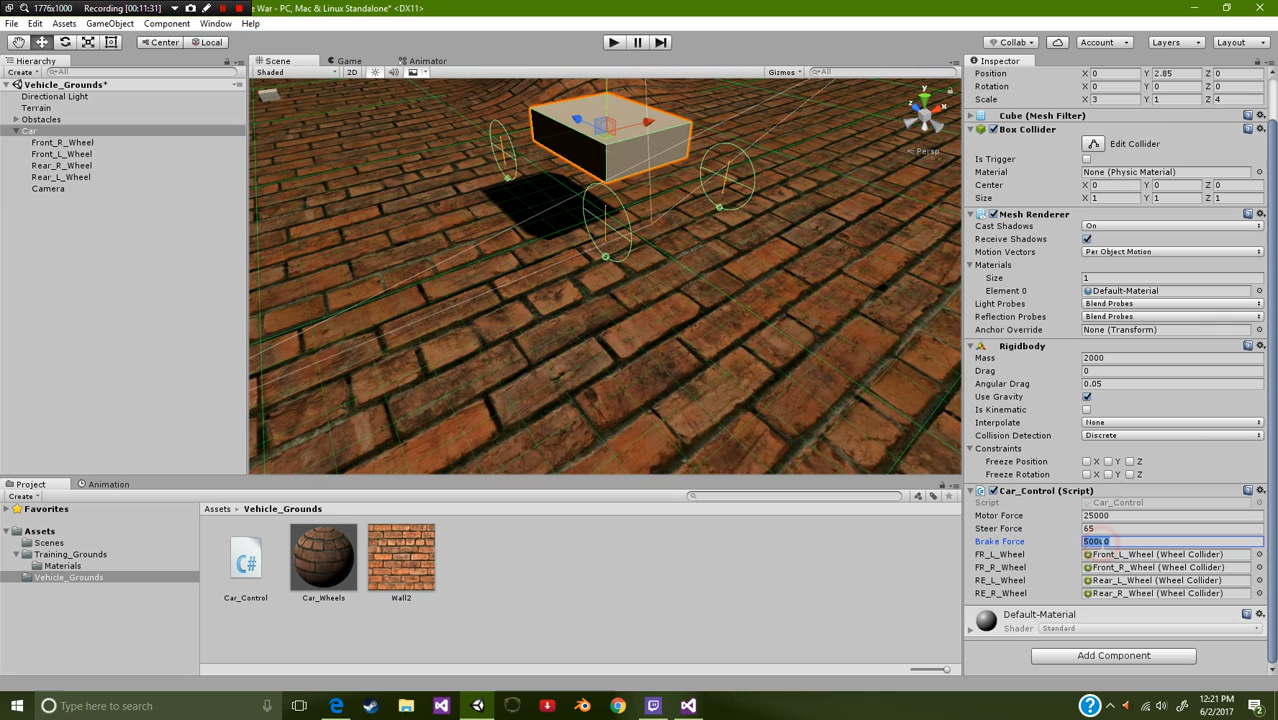 1776x1000
Recording [00:11:31]
e War - PC, Mac & Linux Standalone* <DX11>
File Edit Assets GameObject Component Window Help
Center Local
Collab Account Layers Layout
Hierarchy
Create All
Vehicle_Grounds*
Directional Light
Terrain
Obstacles
Car
Front_R_Wheel
Front_L_Wheel
Rear_R_Wheel
Rear_L_Wheel
Camera
Scene Game Animator
Shaded 2D Gizmos All
y
z x
Persp
Inspector
Position X 0 Y 2.85 Z 0
Rotation X 0 Y 0 Z 0
Scale X 3 Y 1 Z 4
Cube (Mesh Filter)
Box Collider
Edit Collider
Is Trigger
Material None (Physic Material)
Center X 0 Y 0 Z 0
Size X 1 Y 1 Z 1
Mesh Renderer
Cast Shadows On
Receive Shadows
Motion Vectors Per Object Motion
Materials
Size 1
Element 0 Default-Material
Light Probes Blend Probes
Reflection Probes Blend Probes
Anchor Override None (Transform)
Rigidbody
Mass 2000
Drag 0
Angular Drag 0.05
Use Gravity
Is Kinematic
Interpolate None
Collision Detection Discrete
Constraints
Freeze Position X Y Z
Freeze Rotation X Y Z
Car_Control (Script)
Script Car_Control
Motor Force 25000
Steer Force 65
Brake Force
FR_L_Wheel Front_L_Wheel (Wheel Collider)
FR_R_Wheel Front_R_Wheel (Wheel Collider)
RE_L_Wheel Rear_L_Wheel (Wheel Collider)
RE_R_Wheel Rear_R_Wheel (Wheel Collider)
Default-Material
Shader Standard
Add Component
Project Animation
Create
Favorites
Assets
Scenes
Training_Grounds
Materials
Vehicle_Grounds
Assets Vehicle_Grounds
C#
Car_Control Car_Wheels Wall2
Type here to search
12:21 PM
6/2/2017
2